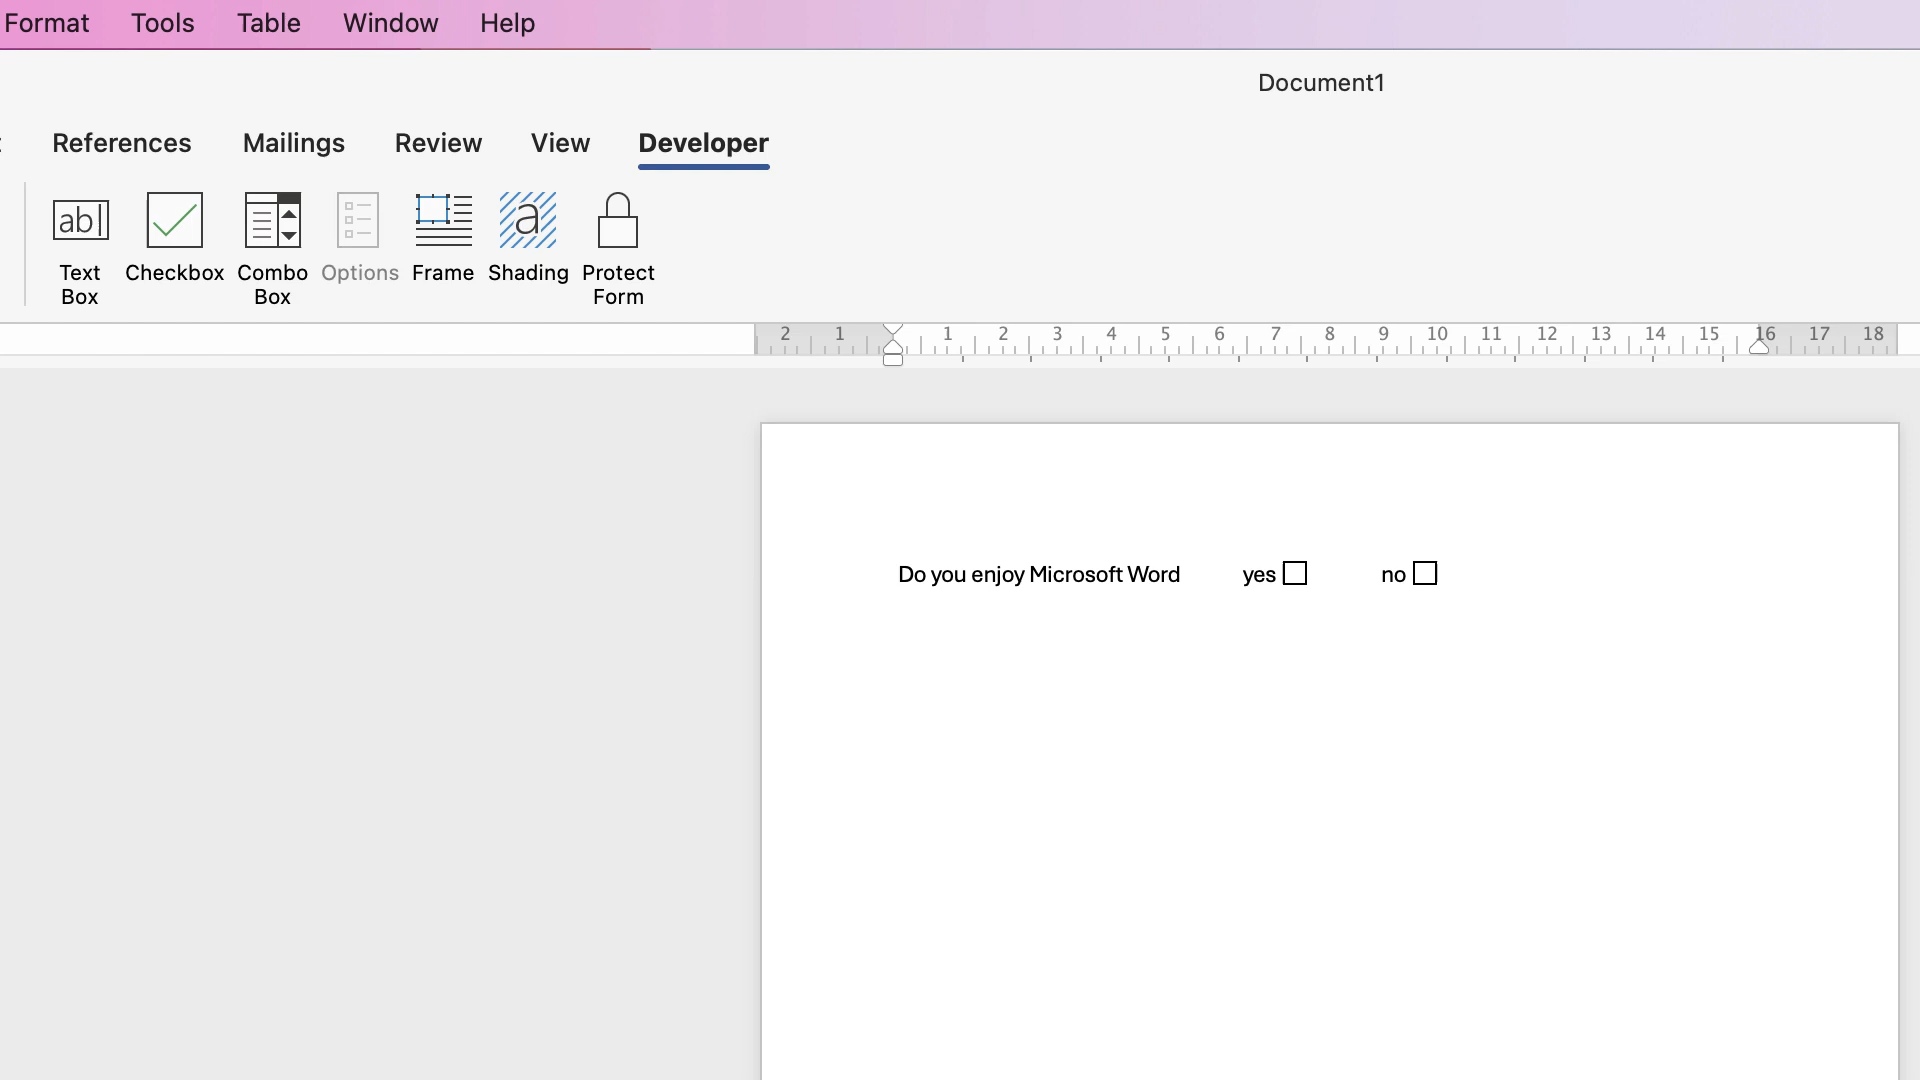 Format Tools Table Window Help
Document1
References Mailings Review View Developer
ab|
a
Text Box Checkbox Combo Box Options Frame Shading Protect Form
2 1 1 2 3 4 5 6 7 8 9 10 11 12 13 14 15 16 17 18
Do you enjoy Microsoft Word yes no